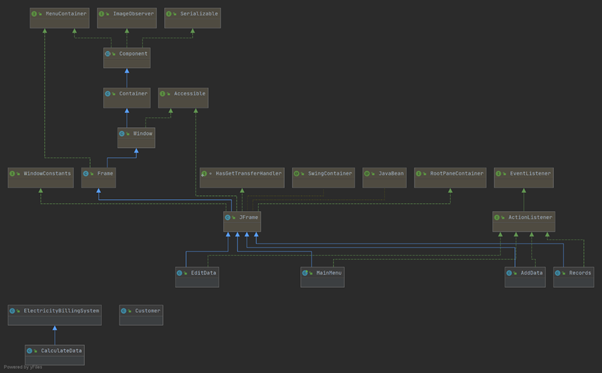 MenuContainer
ImageObserver
Serializable
Component
Container
Accessible
Window
WindowConstants
Frame
HasGetTransferHandler
SwingContainer
JavaBean
RootPaneContainer
EventListener
JFrame
ActionListener
EditData
MainMenu
AddData
Records
ElectricityBillingSystem
Customer
CalculateData
Powered by yFiles